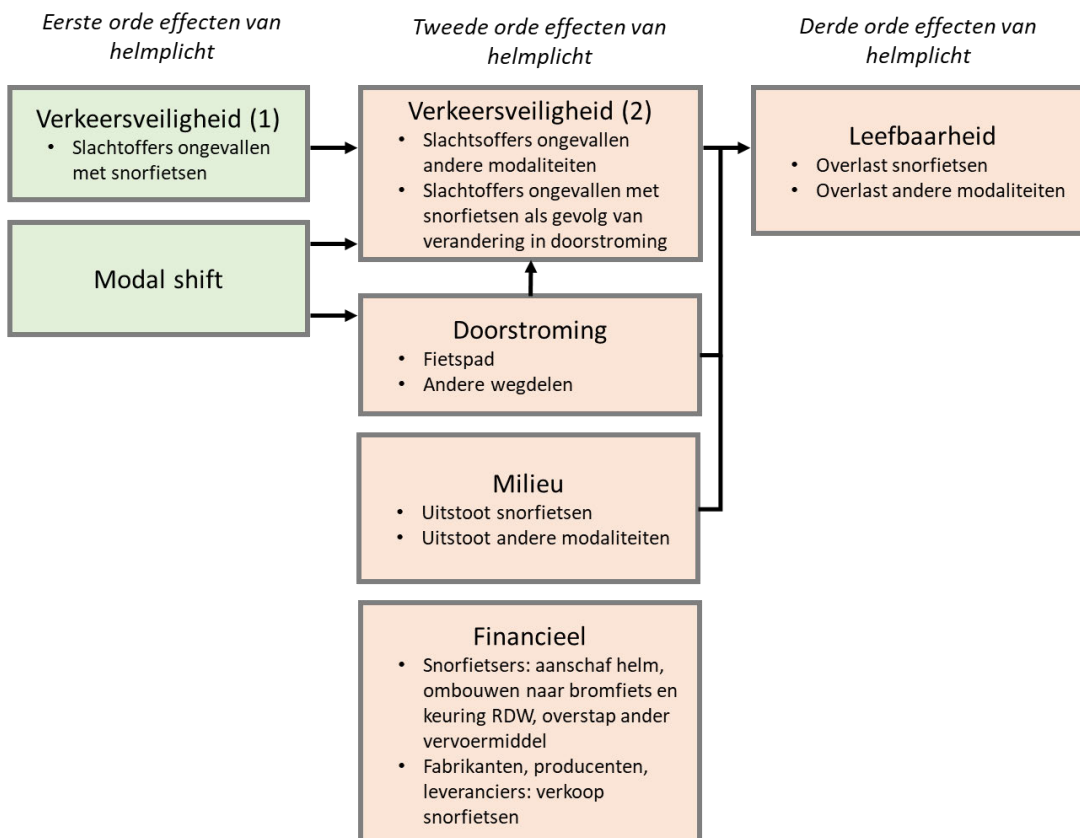 Eerste orde effecten van
helmplicht
Tweede orde effecten van
helmplicht
Derde orde effecten van
helmplicht
Verkeersveiligheid (1)
• Slachtoffers ongevallen
met snorfietsen
Modal shift
Verkeersveiligheid (2)
• Slachtsoffers ongevallen
andere modaliteiten
• Slachtoffers ongevallen met
snorfietsen als gevolg van
verandering in doorstroming
Doorstroming
• Fietspad
• Andere wegdelen
Milieu
• Uitstoot snorfietsen
• Uitstoot andere modaliteiten
Financieel
• Snorfietsers: aanschaf helm,
ombouwen naar bromfiets en
keuring RDW, overstap ander
vervoermiddel
• Fabrikanten, producenten,
leveranciers: verkoop
snorfietsen
Leefbaarheid
• Overlast snorfietsen
• Overlast andere modaliteiten